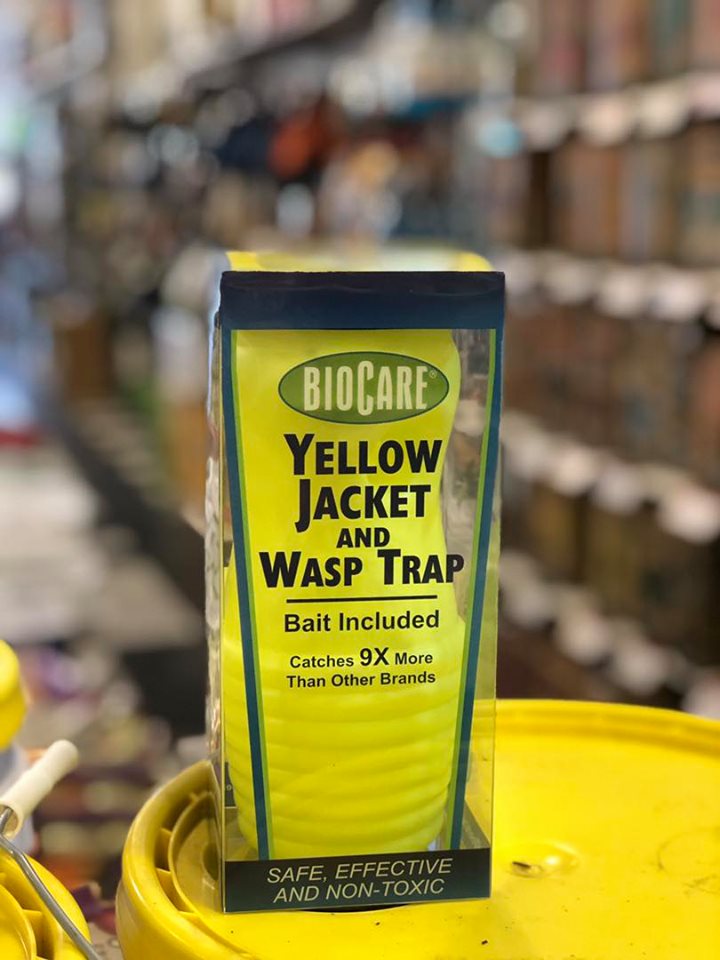 BIOCARE®
YELLOW
JACKET
AND
WASP TRAP
Bait Included
Catches 9X More
Than Other Brands
SAFE, EFFECTIVE
AND NON-TOXIC